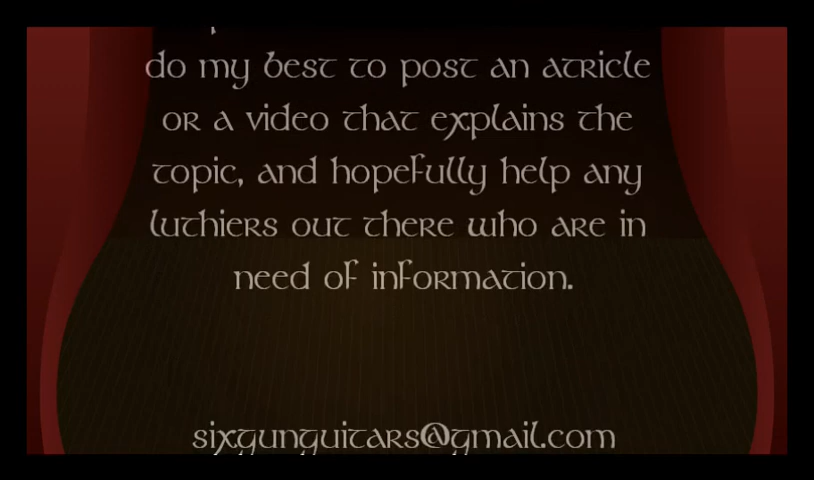 do my best to post an atricle
or a video that explains the
topic, and hopefully help any
luthiers out there who are in
need of information.
sixgunguitars@gmail.com